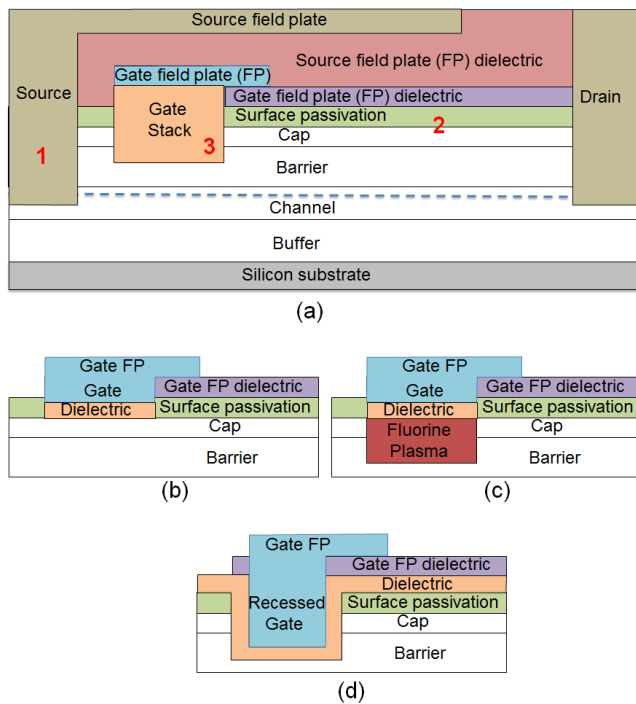 Source field plate
Source field plate (FP) dielectric
Gate field plate (FP)
Source
Gate field plate (FP) dielectric
Drain
Gate
Stack
Surface passivation
1
3
2
Cap
Barrier
Channel
Buffer
Silicon substrate
(a)
Gate FP
Gate
Gate FP dielectric
Dielectric
Surface passivation
Cap
Barrier
(b)
Gate FP
Gate
Gate FP dielectric
Dielectric
Surface passivation
Fluorine
Plasma
Cap
Barrier
(c)
Gate FP
Gate FP dielectric
Dielectric
Recessed
Gate
Surface passivation
Cap
Barrier
(d)